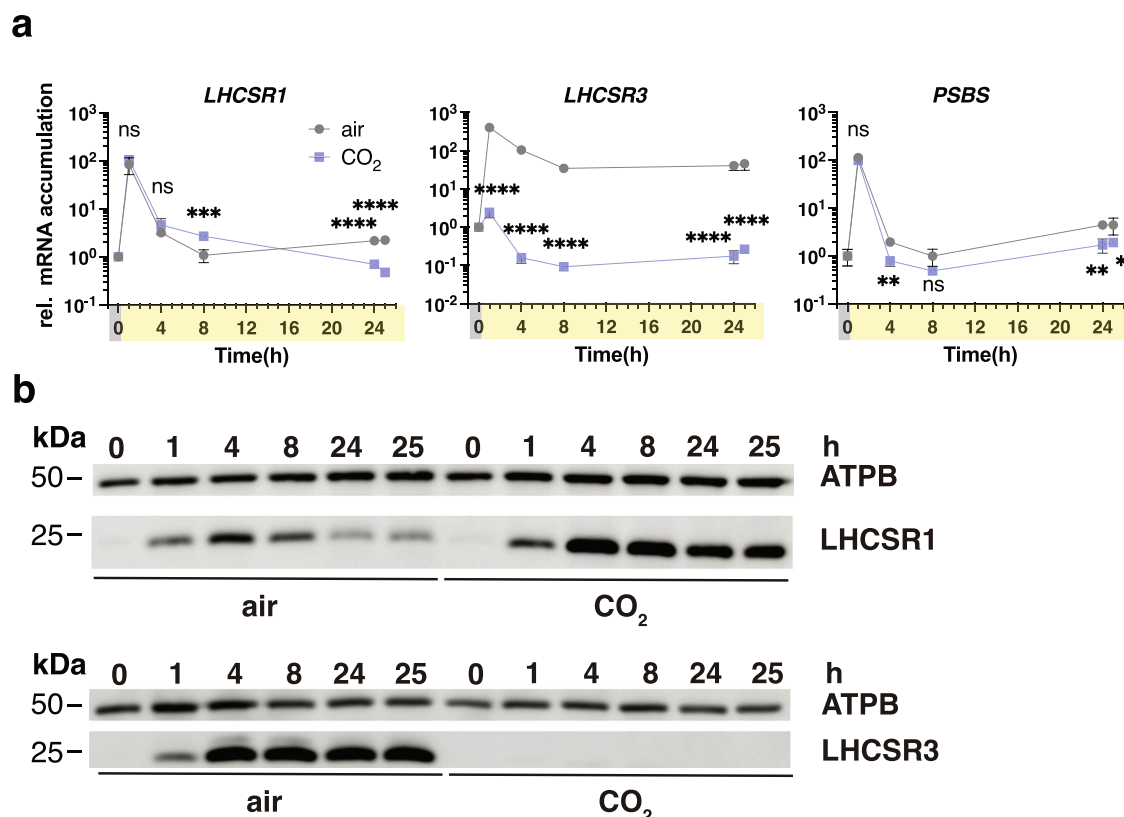 a
LHCSR1 LHCSR3 PSBS
rel. mRNA accumulation
10³ 10² 10¹ 10⁰ 10⁻¹
ns ns *** **** ****
air
CO₂
0 4 8 12 16 20 24
Time(h)
10³ 10² 10¹ 10⁰ 10⁻¹ 10⁻²
**** **** **** **** ****
0 4 8 12 16 20 24
Time(h)
10³ 10² 10¹ 10⁰ 10⁻¹
ns ** ns ** *
0 4 8 12 16 20 24
Time(h)
b
kDa 0 1 4 8 24 25 0 1 4 8 24 25 h
50 ATPB
25 LHCSR1
air CO₂
kDa 0 1 4 8 24 25 0 1 4 8 24 25 h
50 ATPB
25 LHCSR3
air CO₂